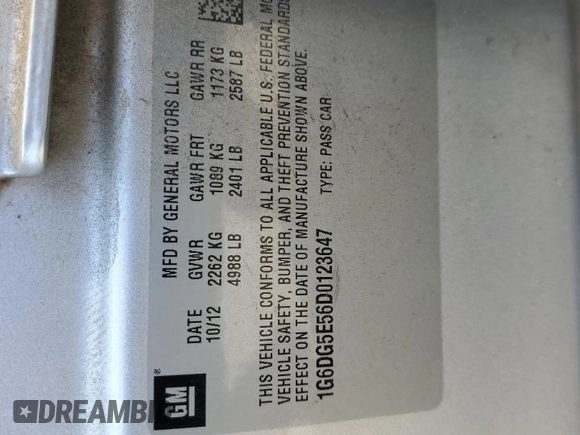 MFD BY GENERAL MOTORS LLC
DATE GVWR GAWR FRT GAWR RR
10/12 2262 KG 1089 KG 1173 KG
4988 LB 2401 LB 2587 LB
THIS VEHICLE CONFORMS TO ALL APPLICABLE U.S. FEDERAL MO
VEHICLE SAFETY, BUMPER, AND THEFT PREVENTION STANDARDS
EFFECT ON THE DATE OF MANUFACTURE SHOWN ABOVE.
1G6DG5E56D0123647 TYPE: PASS CAR
GM
DREAMBI